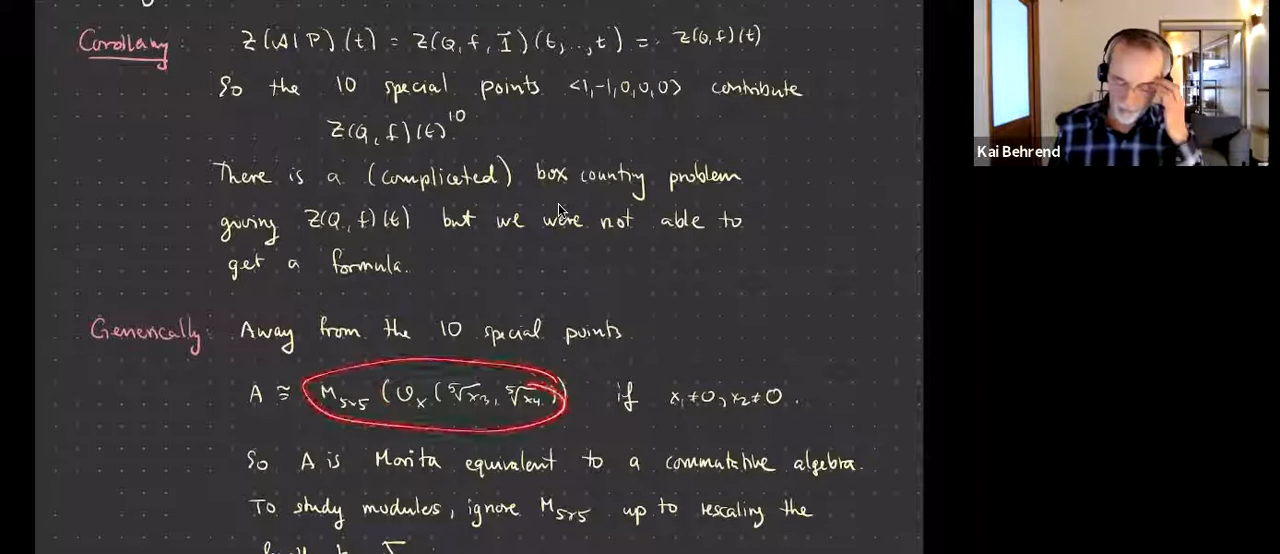 Corollary: Z(A|P)(t) = Z(Q, f, 1⃗)(t,..,t) = Z(Q,f)(t)
So the 10 special points <1,-1,0,0,0> contribute
Z(Q, f)(t)^10.
There is a (complicated) box counting problem
giving Z(Q, f)(t) but we were not able to
get a formula.
Generically: Away from the 10 special points
A ≅ M5×5 (O_X (⁵√x3, ⁵√x4)) if x1≠0, x2≠0.
So A is Morita equivalent to a commutative algebra.
To study modules, ignore M5×5 up to rescaling the
Kai Behrend